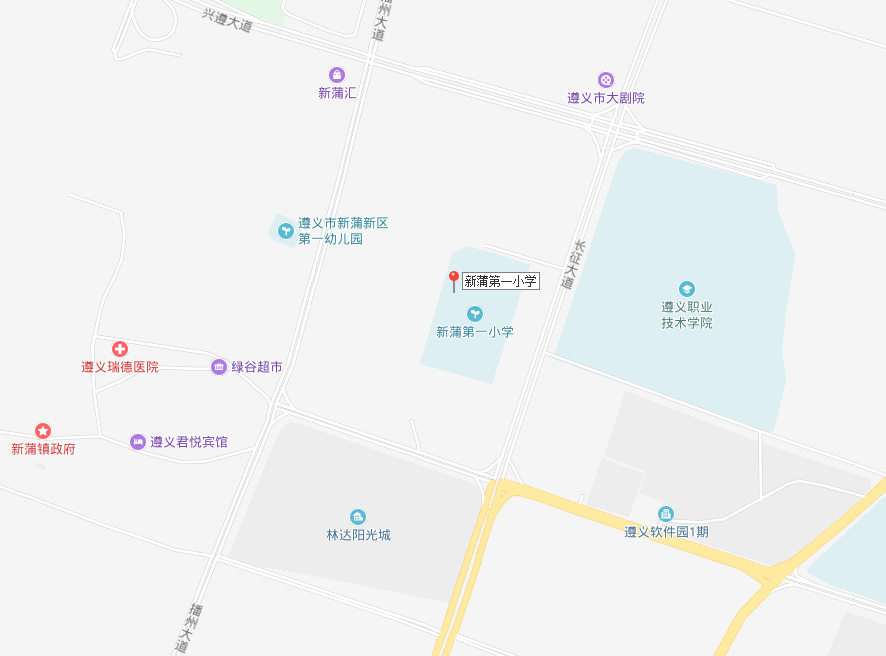 兴遵大道
播州大道
新蒲汇
遵义市大剧院
遵义市新蒲新区
第一幼儿园
长征大道
新蒲第一小学
新蒲第一小学
遵义职业
技术学院
遵义瑞德医院
绿谷超市
新蒲镇政府
遵义君悦宾馆
林达阳光城
遵义软件园1期
播州大道